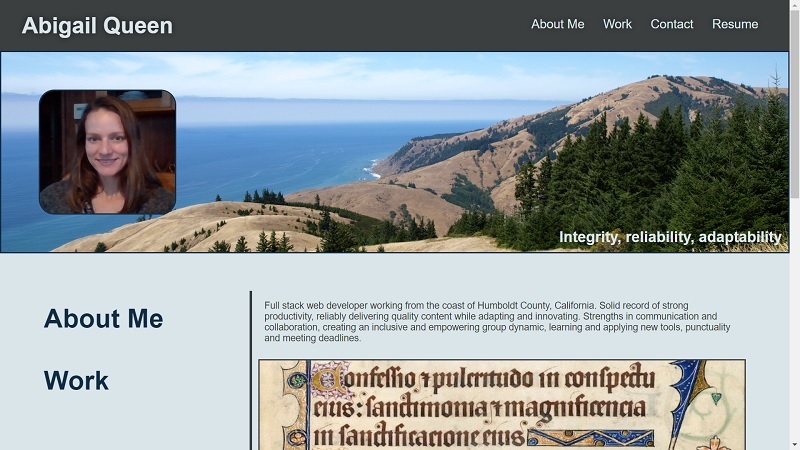 Abigail Queen
About Me Work Contact Resume
Integrity, reliability, adaptability
About Me
Work
Full stack web developer working from the coast of Humboldt County, California. Solid record of strong
productivity, reliably delivering quality content while adapting and innovating. Strengths in communication and
collaboration, creating an inclusive and empowering group dynamic, learning and applying new tools, punctuality
and meeting deadlines.
Confessio ⁊ pulcritudo in conspectu
eius: sanctimonia ⁊ magnificencia
in sanctificacione eius